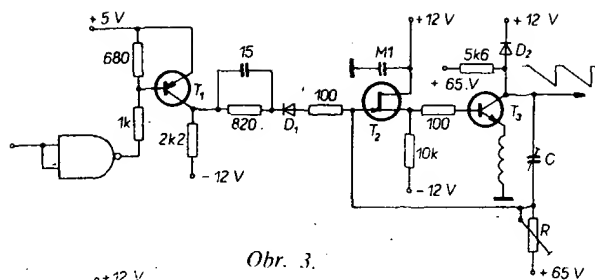 +5 V
+12 V
+12 V
680
15
M1
5k6
D₂
+ 65 V
T₁
1k
820
D₁
100
T₂
100
T₃
2k2
10k
C
-12 V
-12 V
R
+65 V
Obr. 3.
+12 V